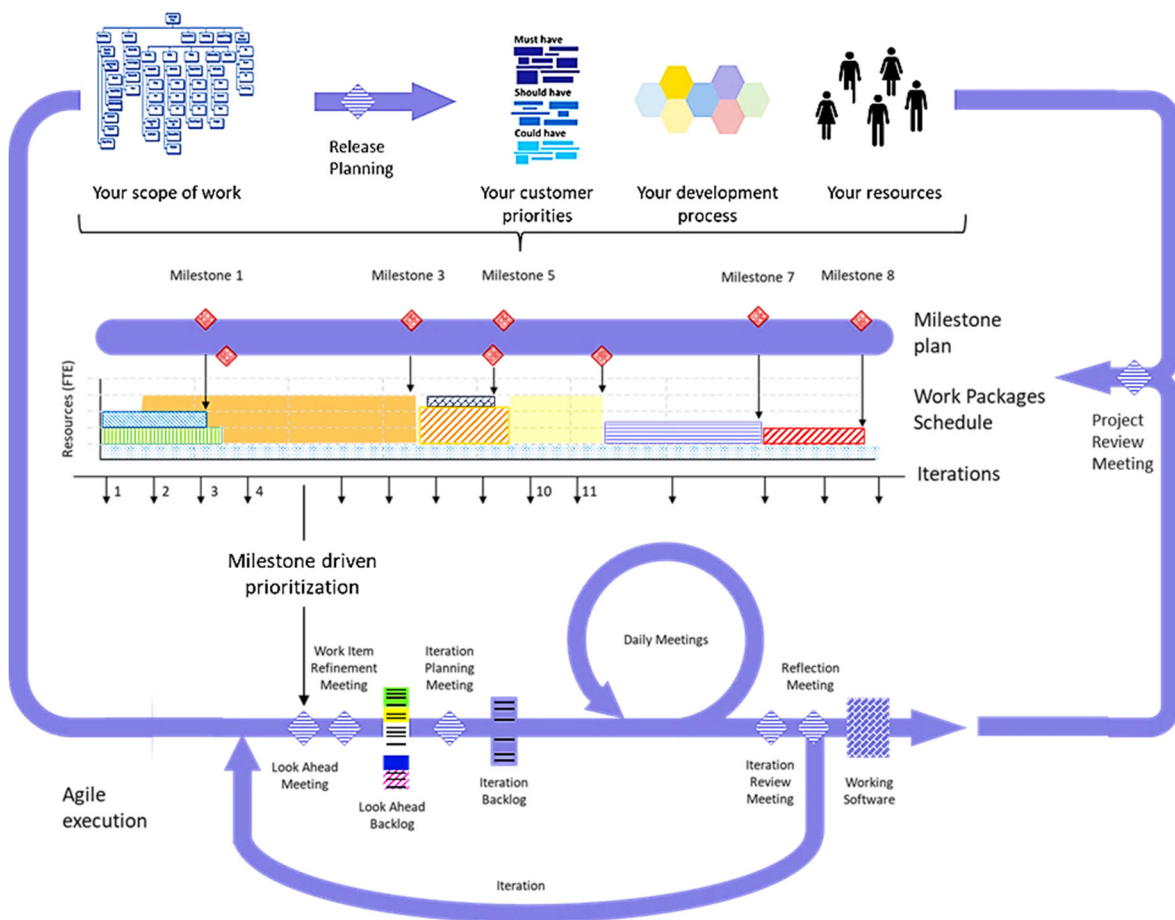 Must have
Should have
Could have
Release
Planning
Your scope of work
Your customer
priorities
Your development
process
Your resources
Milestone 1
Milestone 3
Milestone 5
Milestone 7
Milestone 8
Milestone
plan
Resources (FTE)
Work Packages
Schedule
Project
Review
Meeting
Iterations
1
2
3
4
10
11
Milestone driven
prioritization
Work Item
Refinement
Meeting
Iteration
Planning
Meeting
Daily Meetings
Reflection
Meeting
Look Ahead
Meeting
Look Ahead
Backlog
Iteration
Backlog
Iteration
Review
Meeting
Working
Software
Agile
execution
Iteration